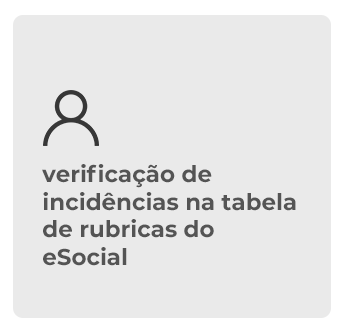 verificação de
incidências na tabela
de rubricas do
eSocial